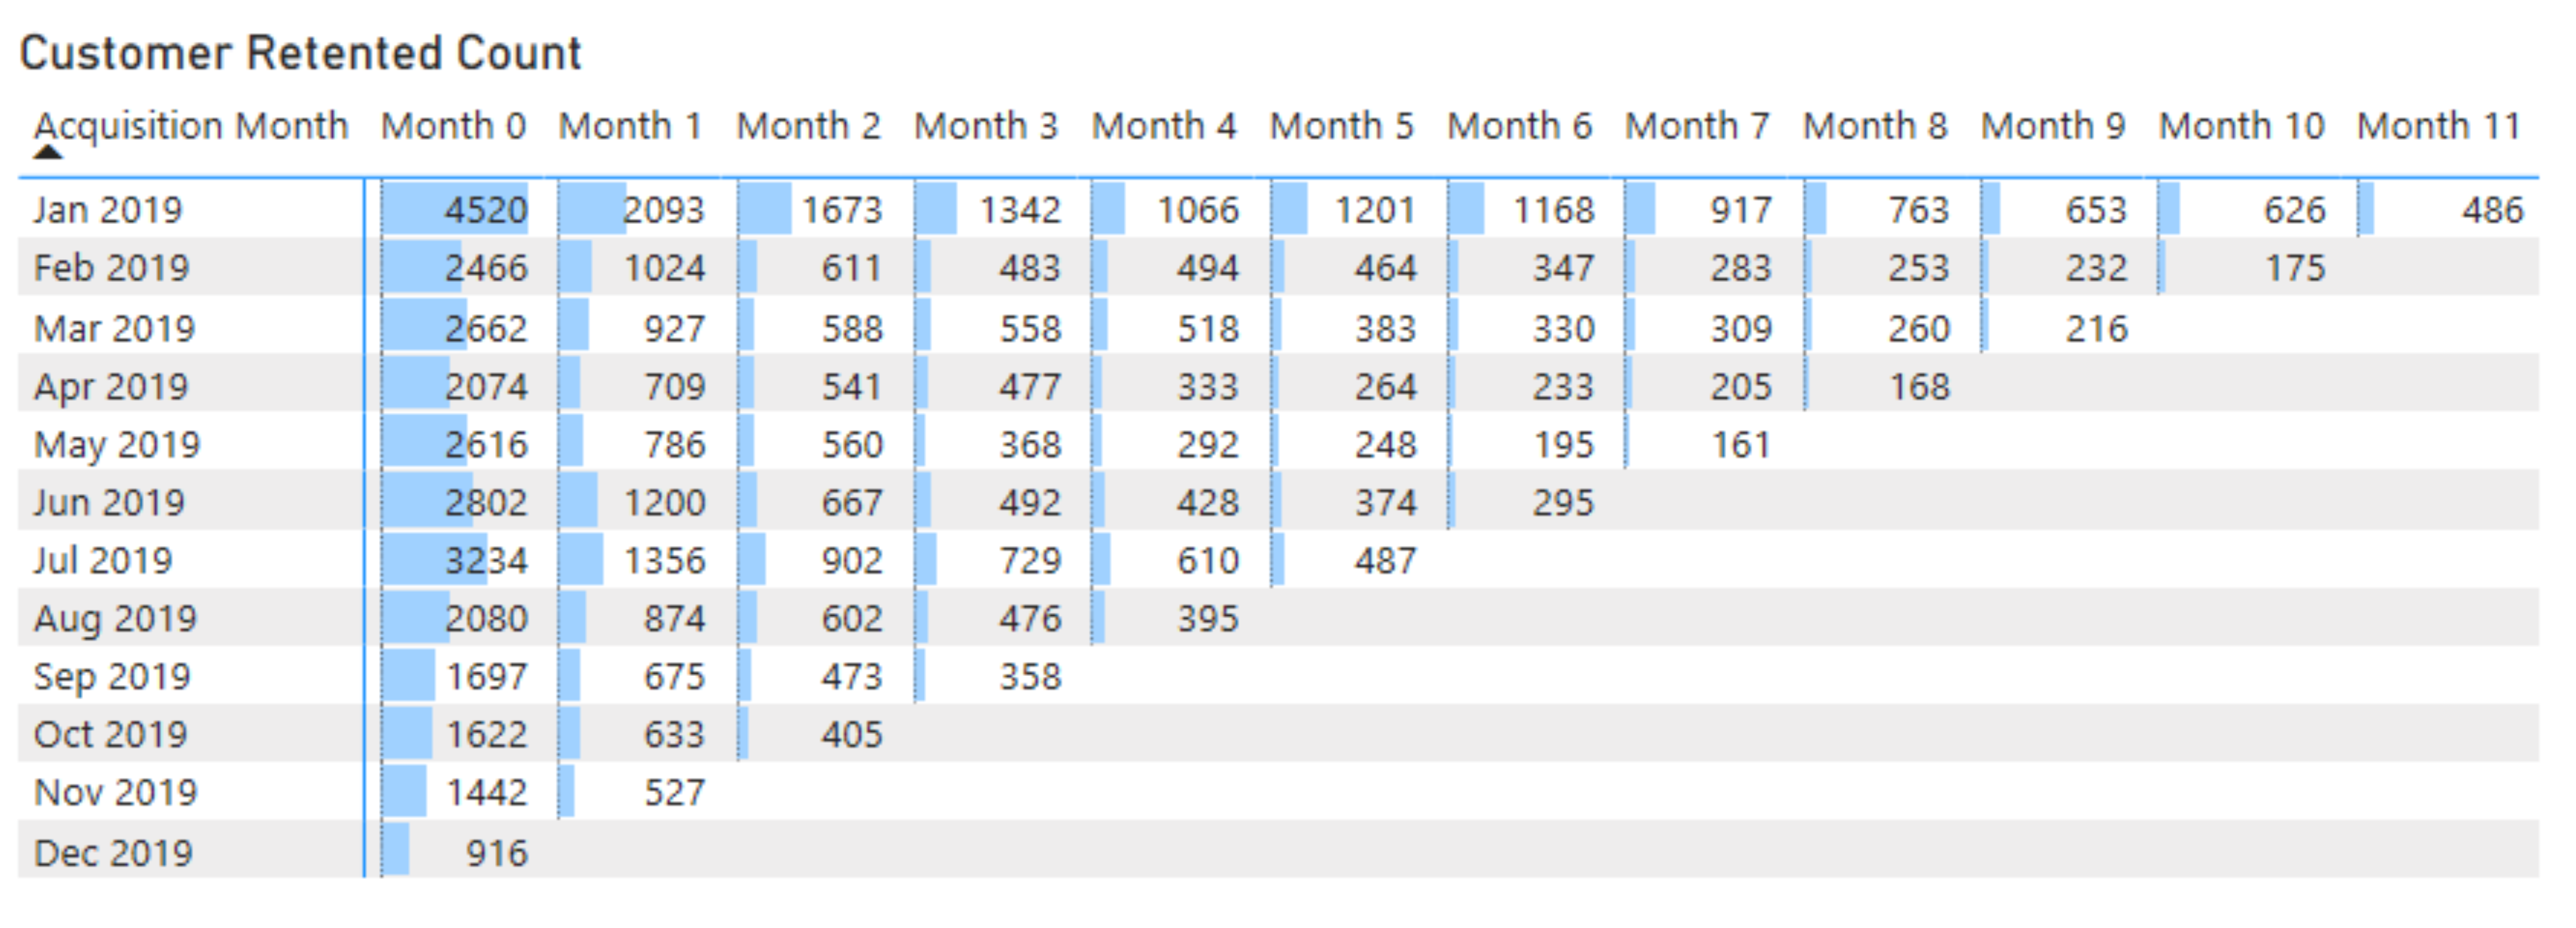 Customer Retented Count
Acquisition Month Month 0 Month 1 Month 2 Month 3 Month 4 Month 5 Month 6 Month 7 Month 8 Month 9 Month 10 Month 11
Jan 2019 4520 2093 1673 1342 1066 1201 1168 917 763 653 626 486
Feb 2019 2466 1024 611 483 494 464 347 283 253 232 175
Mar 2019 2662 927 588 558 518 383 330 309 260 216
Apr 2019 2074 709 541 477 333 264 233 205 168
May 2019 2616 786 560 368 292 248 195 161
Jun 2019 2802 1200 667 492 428 374 295
Jul 2019 3234 1356 902 729 610 487
Aug 2019 2080 874 602 476 395
Sep 2019 1697 675 473 358
Oct 2019 1622 633 405
Nov 2019 1442 527
Dec 2019 916